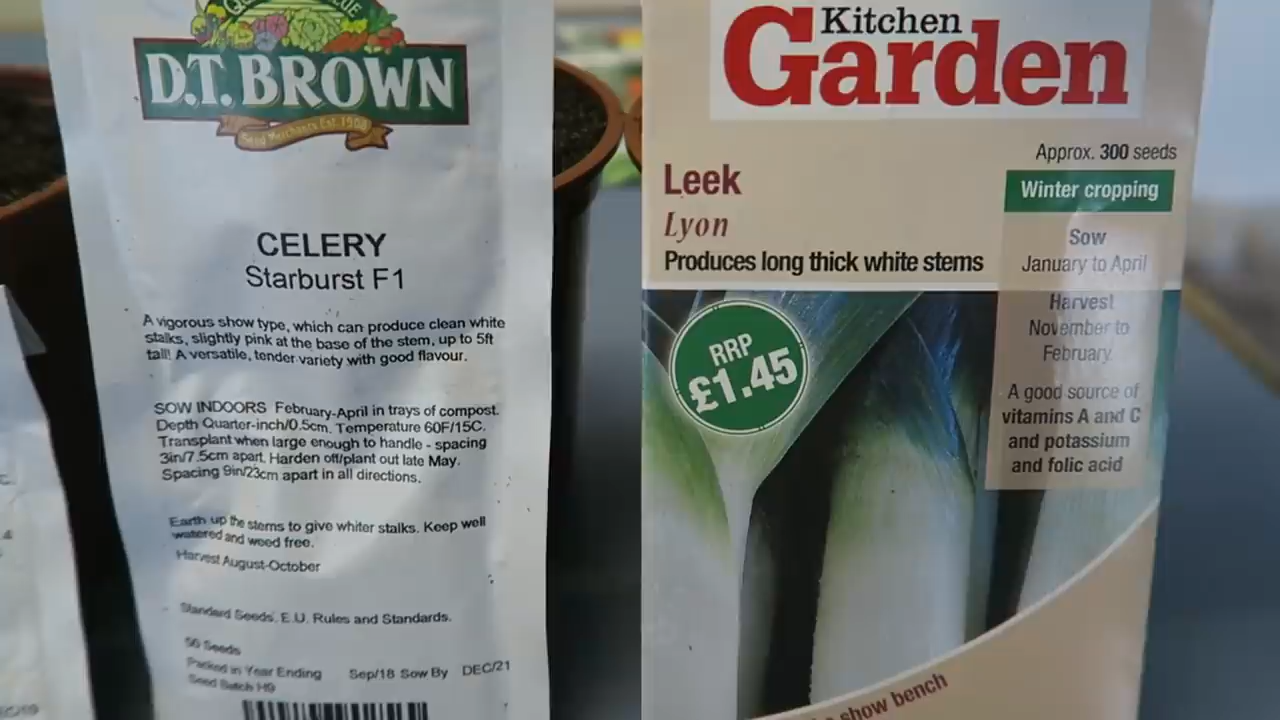 D.T. BROWN
Seed Merchants Est. 1908
CELERY
Starburst F1
A vigorous show type, which can produce clean white
stalks, slightly pink at the base of the stem, up to 5ft
tall! A versatile, tender variety with good flavour.
SOW INDOORS February-April in trays of compost.
Depth Quarter-inch/0.5cm. Temperature 60F/15C.
Transplant when large enough to handle - spacing
3in/7.5cm apart. Harden off/plant out late May.
Spacing 9in/23cm apart in all directions.
Earth up the stems to give whiter stalks. Keep well
watered and weed free.
Harvest August-October
Standard Seeds. E.U. Rules and Standards.
50 Seeds
Packed in Year Ending Sep/18 Sow By DEC/21
Seed Batch H9
Kitchen
Garden
Approx. 300 seeds
Leek
Lyon
Produces long thick white stems
Winter cropping
Sow
January to April
Harvest
November to
February
A good source of
vitamins A and C
and potassium
and folic acid
RRP
£1.45
show bench